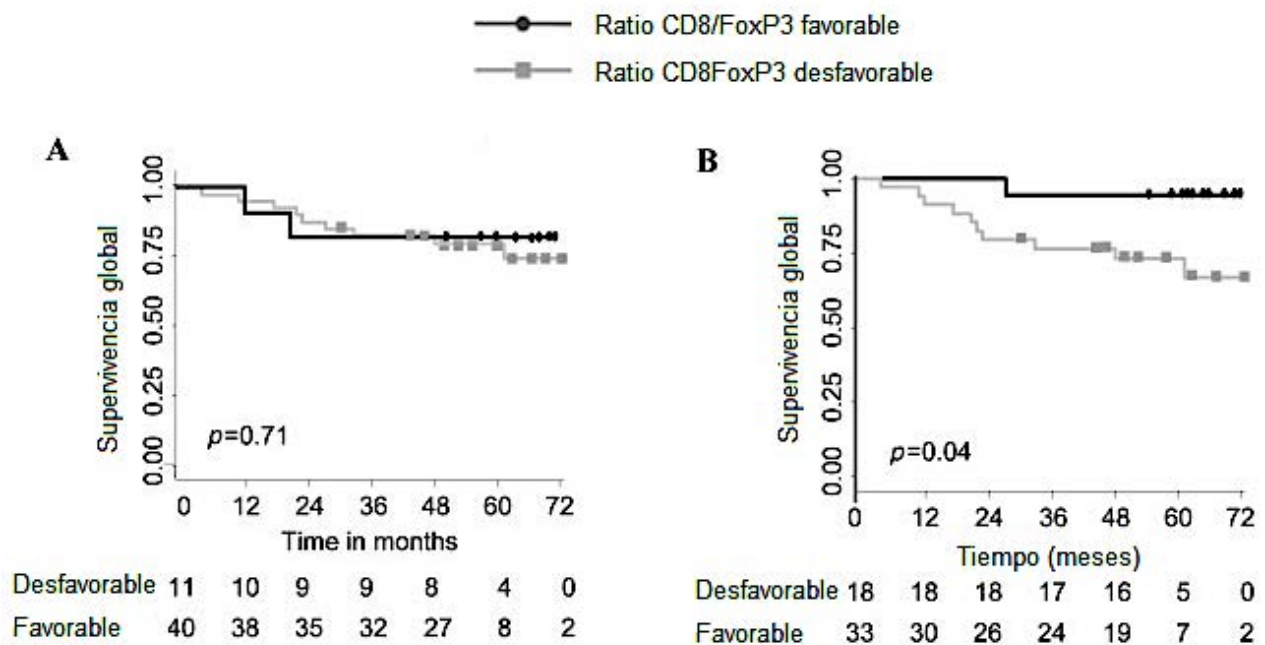 Ratio CD8/FoxP3 favorable
Ratio CD8FoxP3 desfavorable
A
Supervivencia global
1.00
0.75
0.50
0.25
0.00
p=0.71
0 12 24 36 48 60 72
Time in months
Desfavorable 11 10 9 9 8 4 0
Favorable 40 38 35 32 27 8 2
B
Supervivencia global
1.00
0.75
0.50
0.25
0.00
p=0.04
0 12 24 36 48 60 72
Tiempo (meses)
Desfavorable 18 18 18 17 16 5 0
Favorable 33 30 26 24 19 7 2